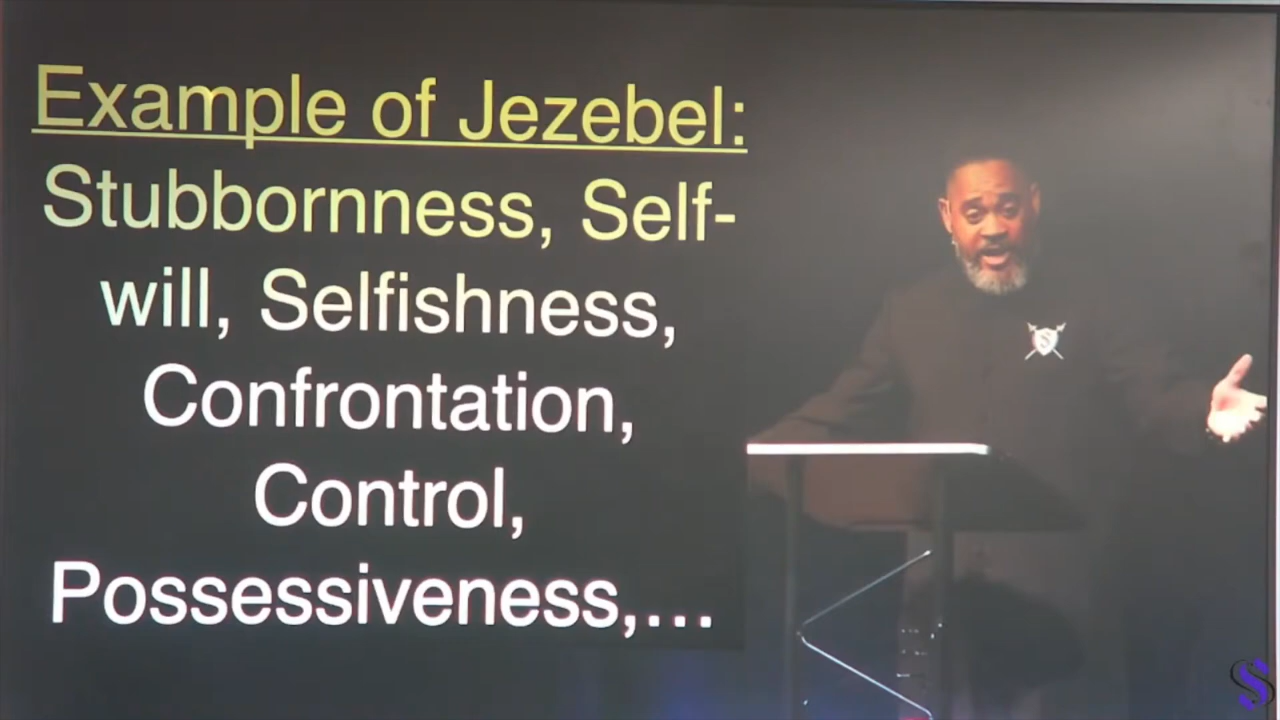 Example of Jezebel:
Stubbornness, Self-
will, Selfishness,
Confrontation,
Control,
Possessiveness,...
S
S